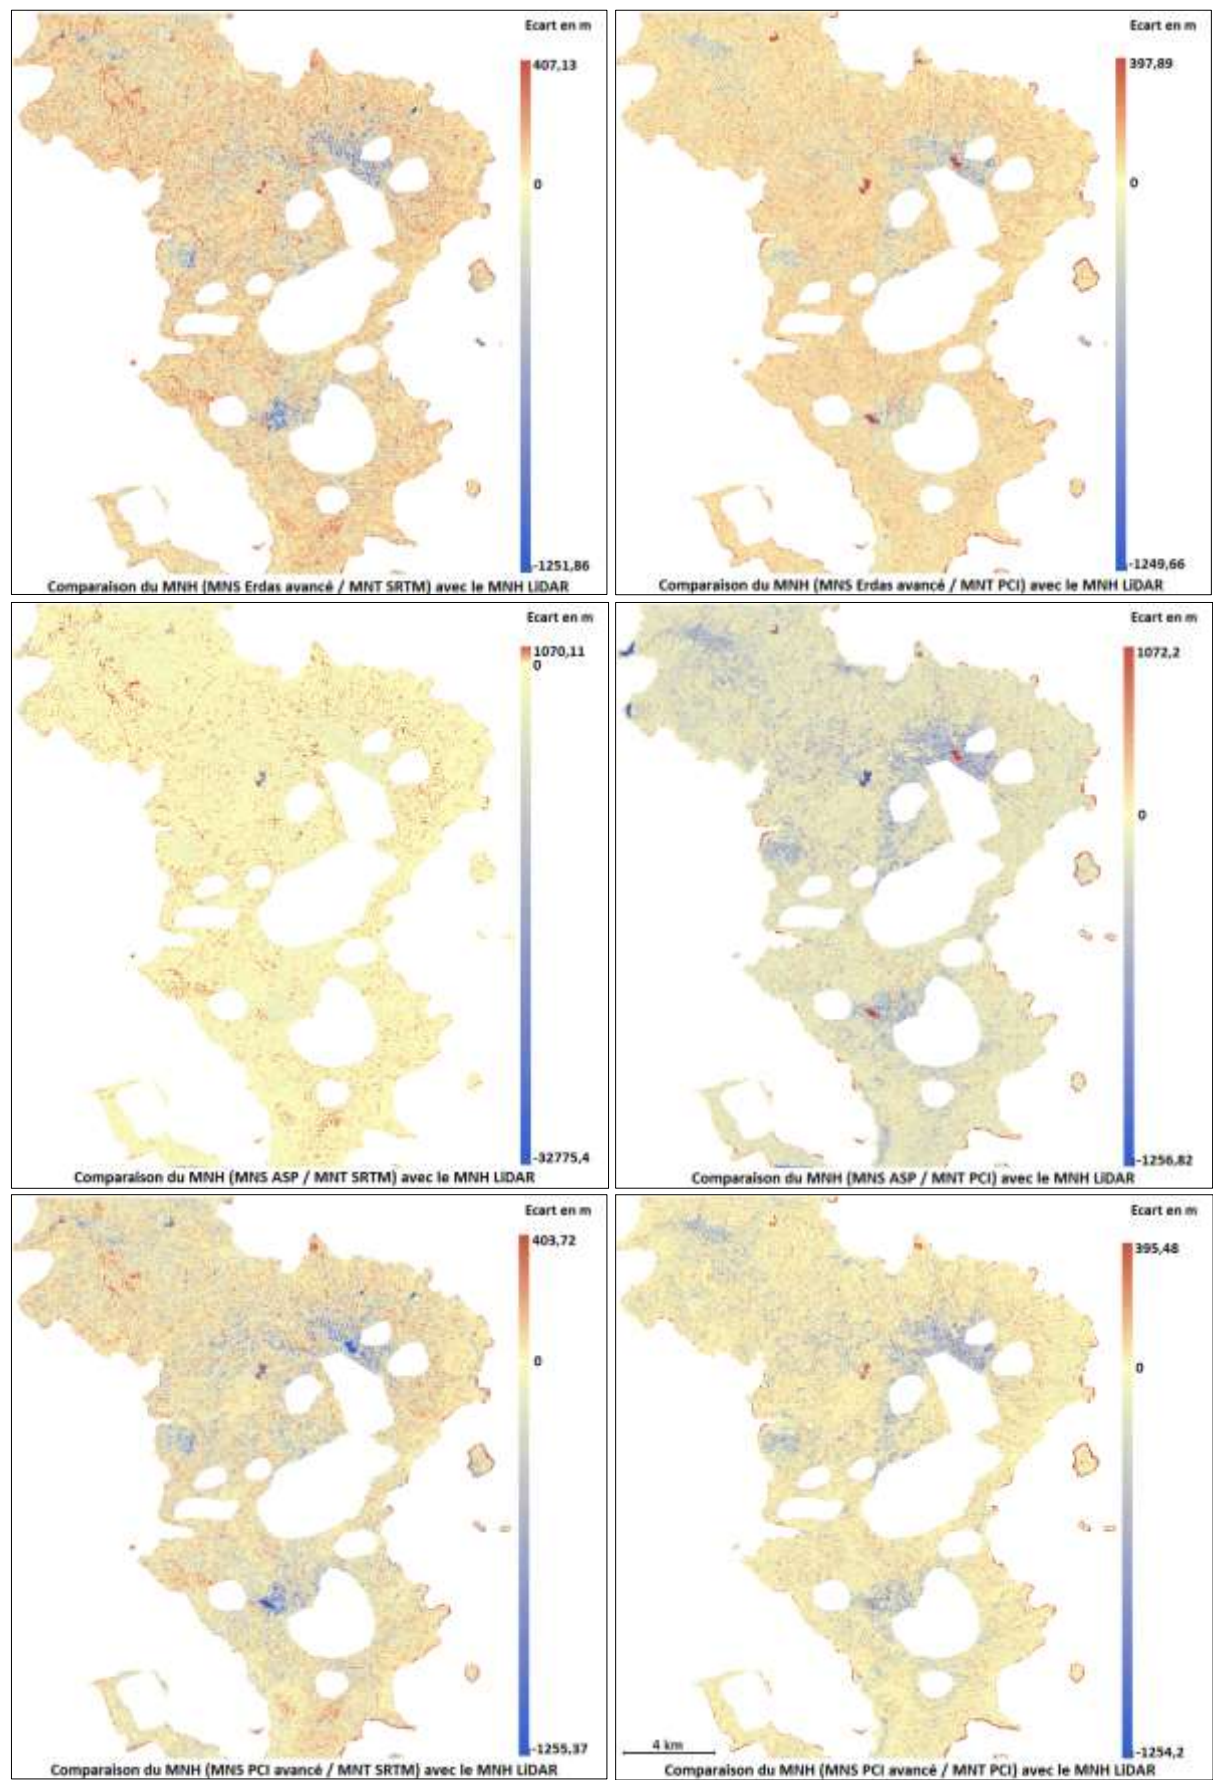 Ecart en m
407,13
0
-1251,86
Comparaison du MNH (MNS Erdas avancé / MNT SRTM) avec le MNH LiDAR
Ecart en m
397,89
0
-1249,66
Comparaison du MNH (MNS Erdas avancé / MNT PCI) avec le MNH LiDAR
Ecart en m
1070,11
0
-32775,4
Comparaison du MNH (MNS ASP / MNT SRTM) avec le MNH LiDAR
Ecart en m
1072,2
0
-1256,82
Comparaison du MNH (MNS ASP / MNT PCI) avec le MNH LiDAR
Ecart en m
403,72
0
-1255,37
Comparaison du MNH (MNS PCI avancé / MNT SRTM) avec le MNH LiDAR
Ecart en m
395,48
0
4 km
-1254,2
Comparaison du MNH (MNS PCI avancé / MNT PCI) avec le MNH LiDAR